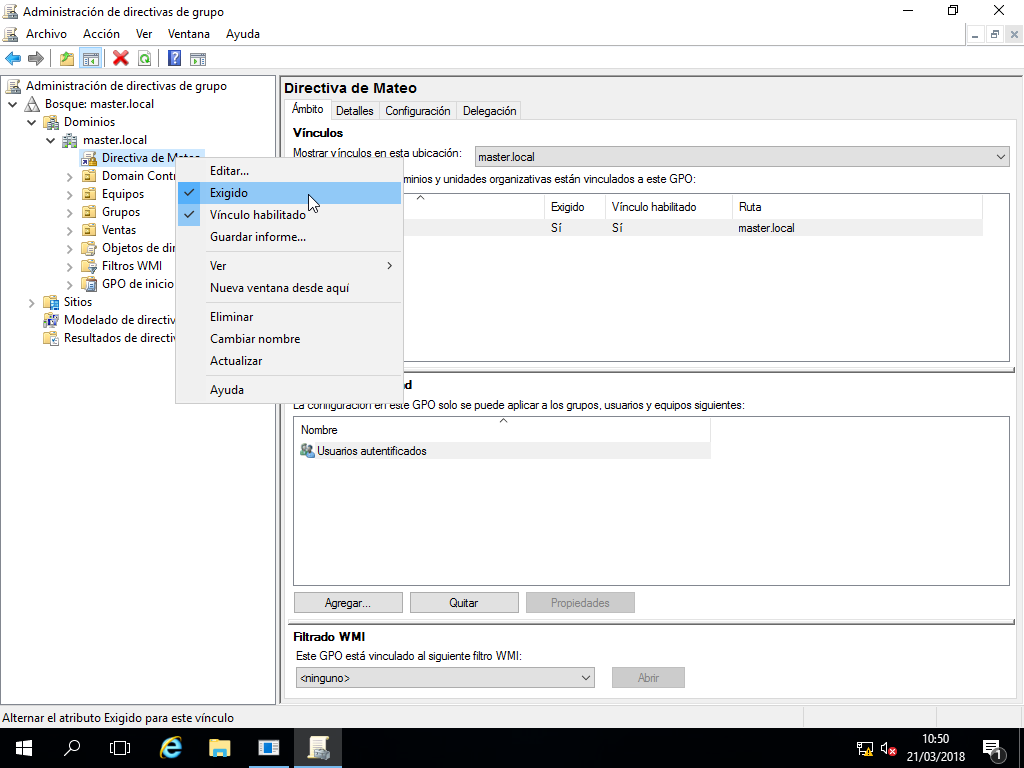 Administración de directivas de grupo
Archivo Acción Ver Ventana Ayuda
Administración de directivas de grupo
Bosque: master.local
Dominios
master.local
Directiva de Mateo
Domain Contr
Equipos
Grupos
Ventas
Objetos de dir
Filtros WMI
GPO de inicio
Sitios
Modelado de directiv
Resultados de directiv
Editar...
Exigido
Vínculo habilitado
Guardar informe...
Ver
Nueva ventana desde aquí
Eliminar
Cambiar nombre
Actualizar
Ayuda
Directiva de Mateo
Ámbito Detalles Configuración Delegación
Vínculos
Mostrar vínculos en esta ubicación: master.local
ominios y unidades organizativas están vinculados a este GPO:
Exigido Vínculo habilitado Ruta
Sí Sí master.local
d
La configuración en este GPO solo se puede aplicar a los grupos, usuarios y equipos siguientes:
Nombre
Usuarios autentificados
Agregar... Quitar Propiedades
Filtrado WMI
Este GPO está vinculado al siguiente filtro WMI:
<ninguno> Abrir
Alternar el atributo Exigido para este vínculo
10:50
21/03/2018
1